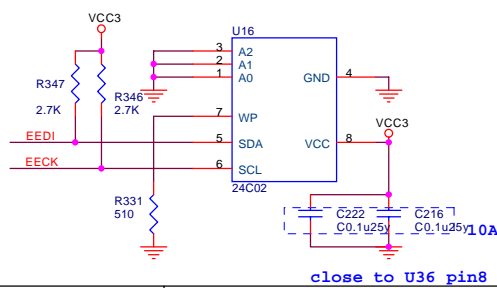 VCC3
U16
R347
2.7K
R346
2.7K
3 A2
2 A1
1 A0
GND 4
7 WP
VCC3
EEDI
5 SDA
VCC 8
EECK
6 SCL
24C02
R331
510
C222
C0.1u25y
C216
C0.1u25y
10A
close to U36 pin8